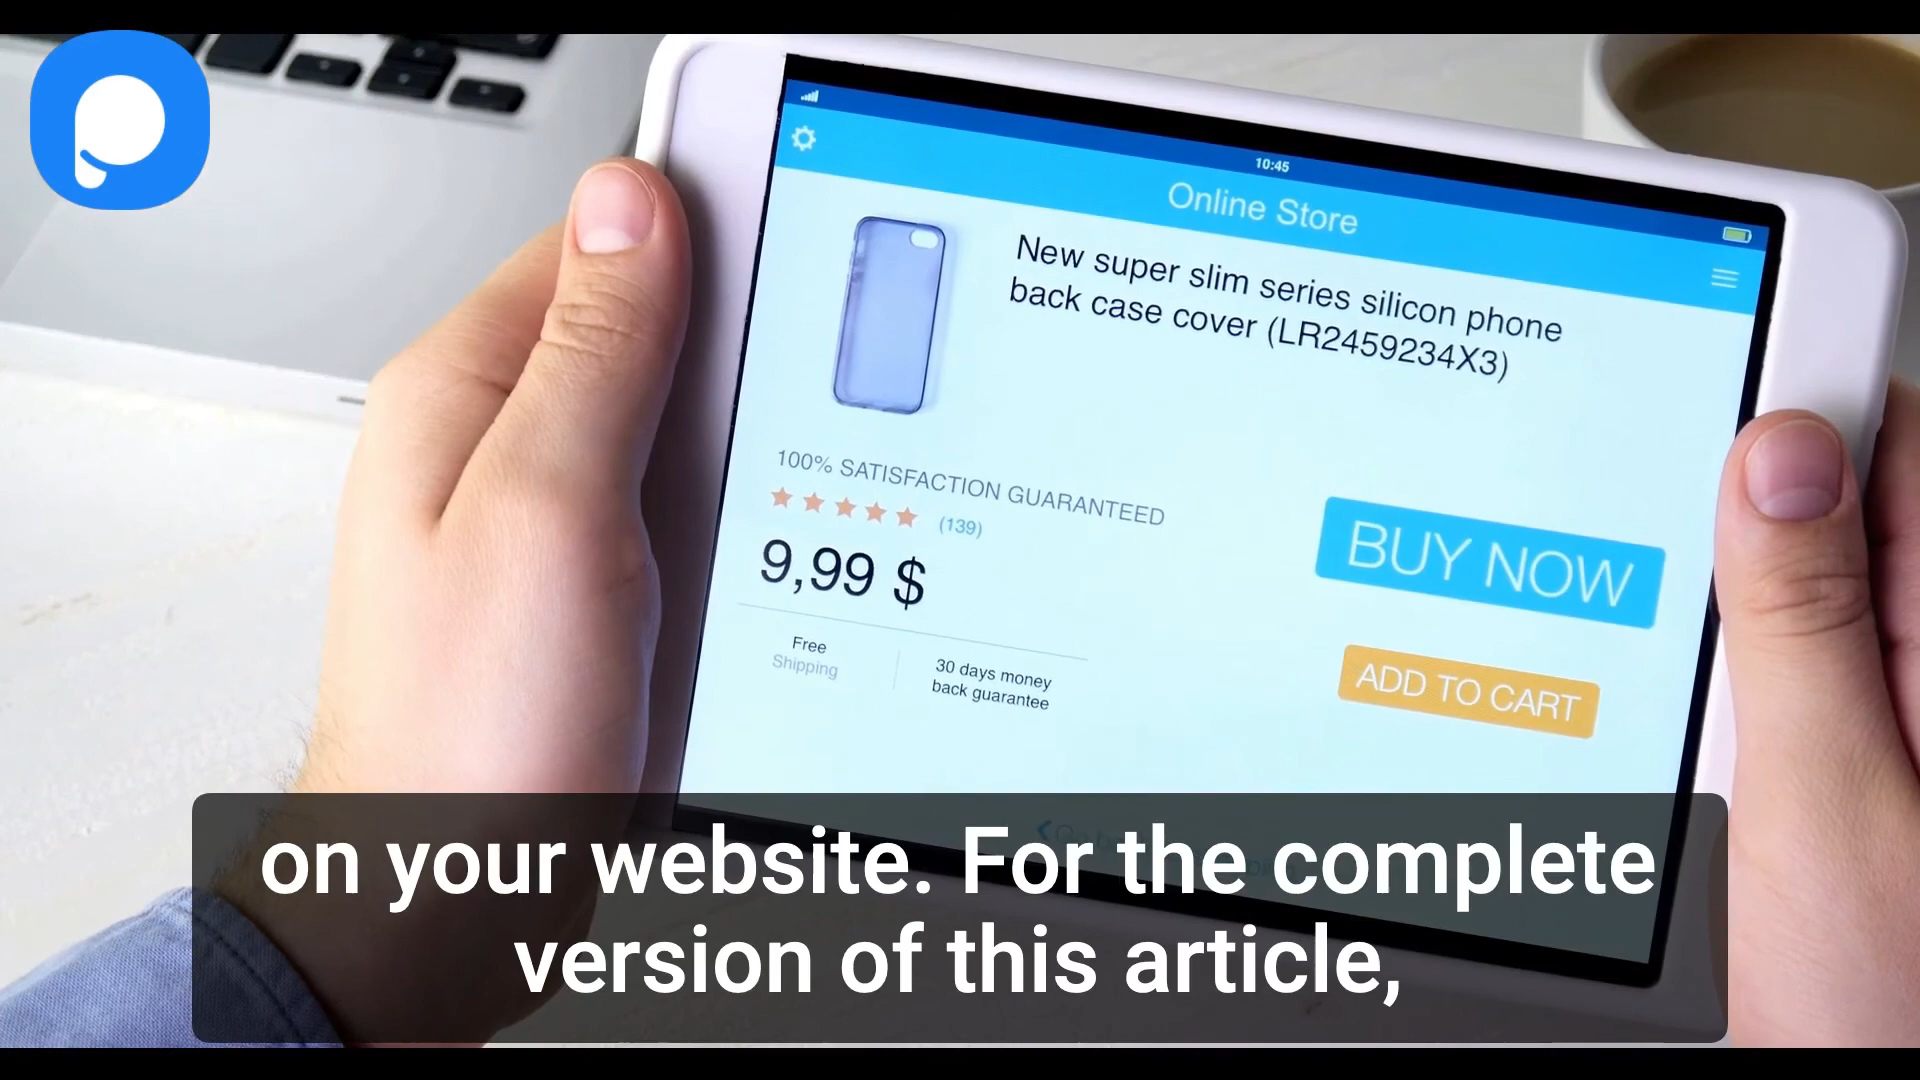 10:45
Online Store
New super slim series silicon phone
back case cover (LR2459234X3)
100% SATISFACTION GUARANTEED
(139)
9,99 $
BUY NOW
Free
Shipping
30 days money
back guarantee
ADD TO CART
on your website. For the complete
version of this article,